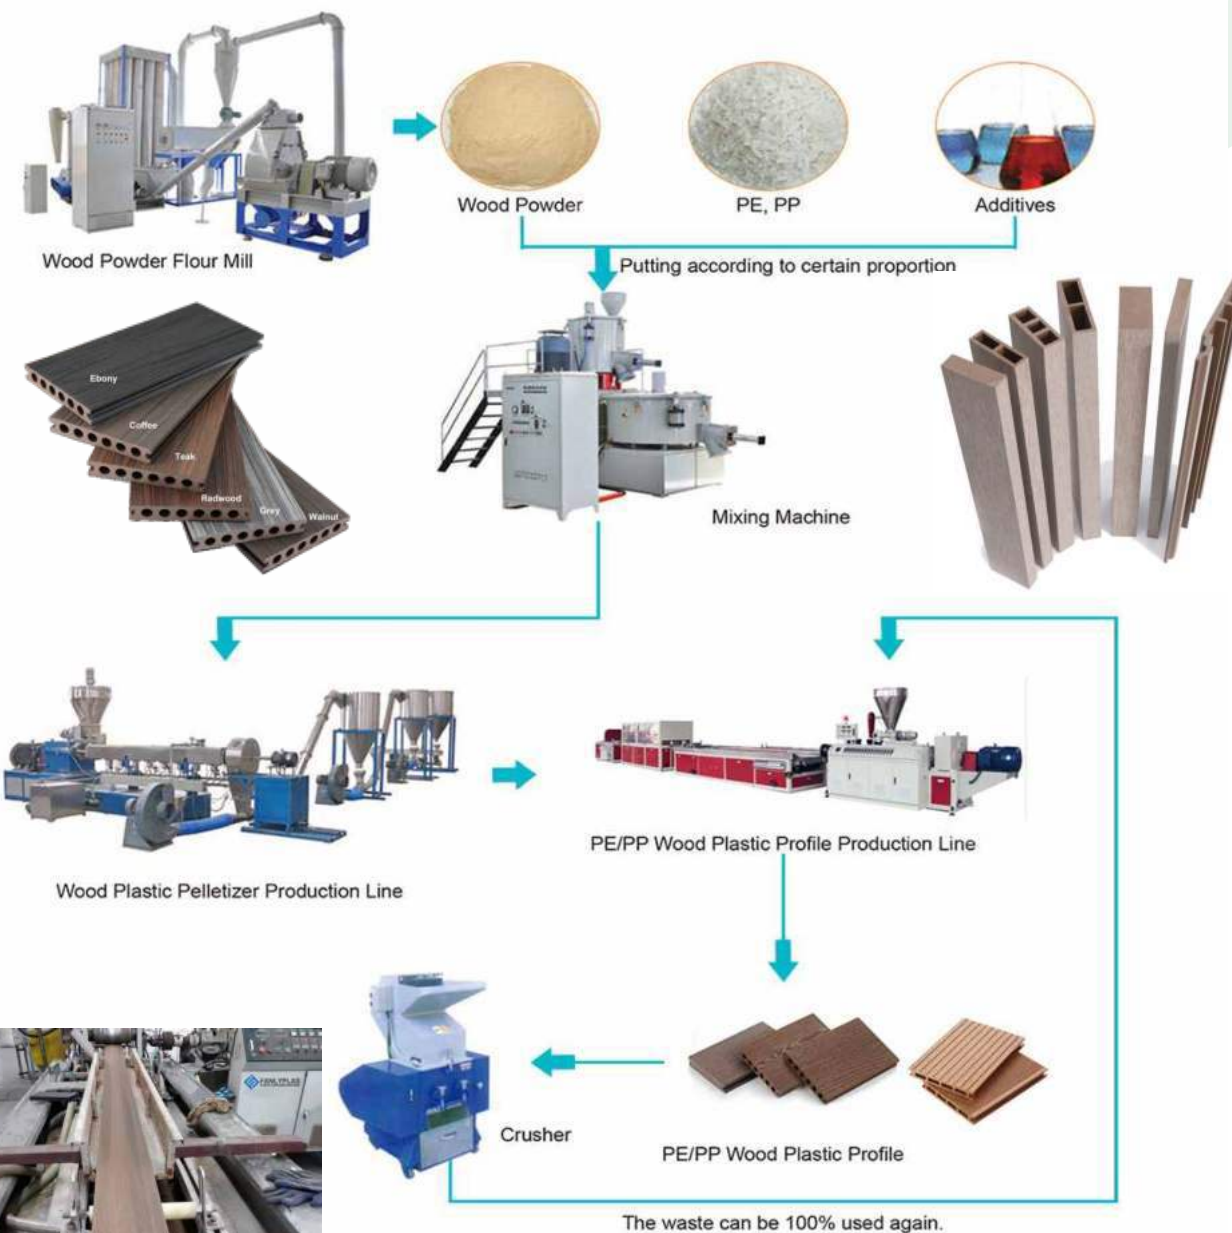 Wood Powder
PE, PP
Additives
Wood Powder Flour Mill
Putting according to certain proportion
Ebony
Coffee
Teak
Radwood
Grey
Walnut
Mixing Machine
PE/PP Wood Plastic Profile Production Line
Wood Plastic Pelletizer Production Line
FAMLYPLAS
Crusher
PE/PP Wood Plastic Profile
The waste can be 100% used again.